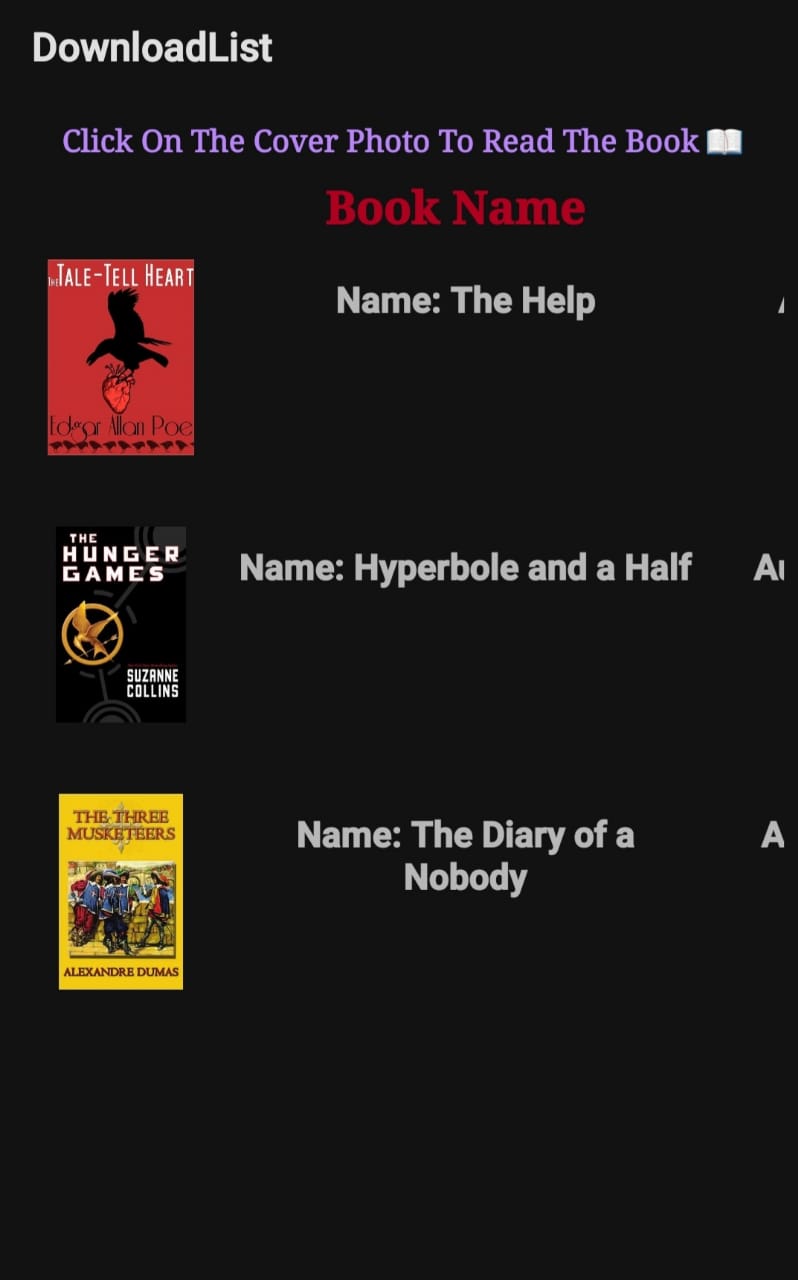 DownloadList
Click On The Cover Photo To Read The Book 📖
Book Name
THE TALE-TELL HEART
Edgar Allan Poe
Name: The Help
THE
HUNGER
GAMES
SUZANNE
COLLINS
Name: Hyperbole and a Half
Au
THE THREE
MUSKETEERS
ALEXANDRE DUMAS
Name: The Diary of a
Nobody
A